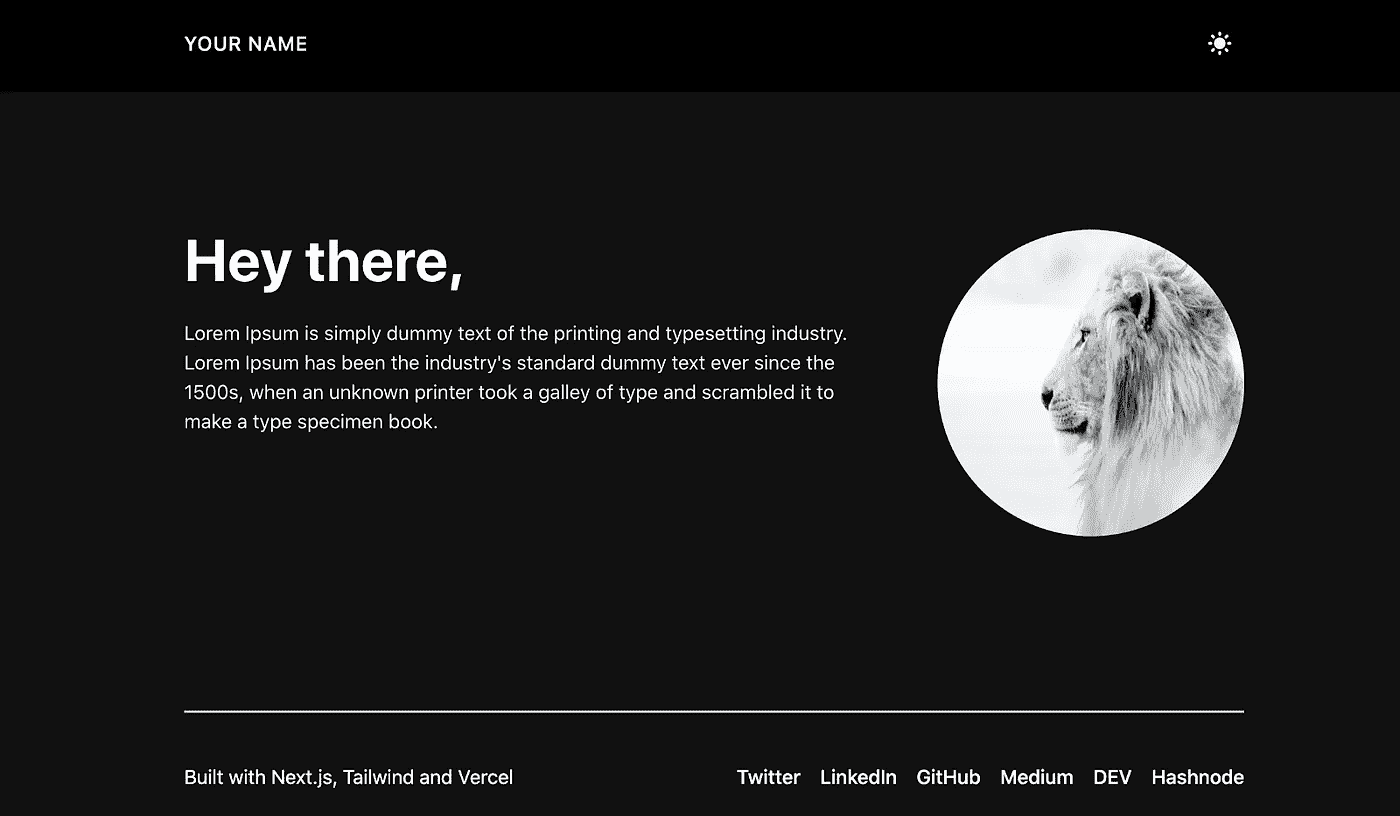 YOUR NAME
Hey there,
Lorem Ipsum is simply dummy text of the printing and typesetting industry.
Lorem Ipsum has been the industry's standard dummy text ever since the
1500s, when an unknown printer took a galley of type and scrambled it to
make a type specimen book.
Built with Next.js, Tailwind and Vercel
Twitter LinkedIn GitHub Medium DEV Hashnode